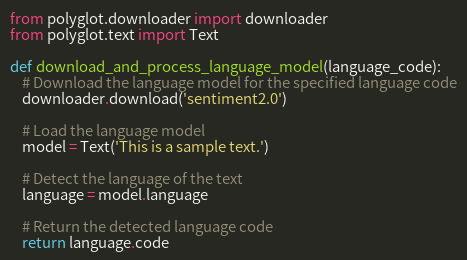 from polyglot.downloader import downloader
from polyglot.text import Text

def download_and_process_language_model(language_code):
    # Download the language model for the specified language code
    downloader.download('sentiment2.0')

    # Load the language model
    model = Text('This is a sample text.')

    # Detect the language of the text
    language = model.language

    # Return the detected language code
    return language.code